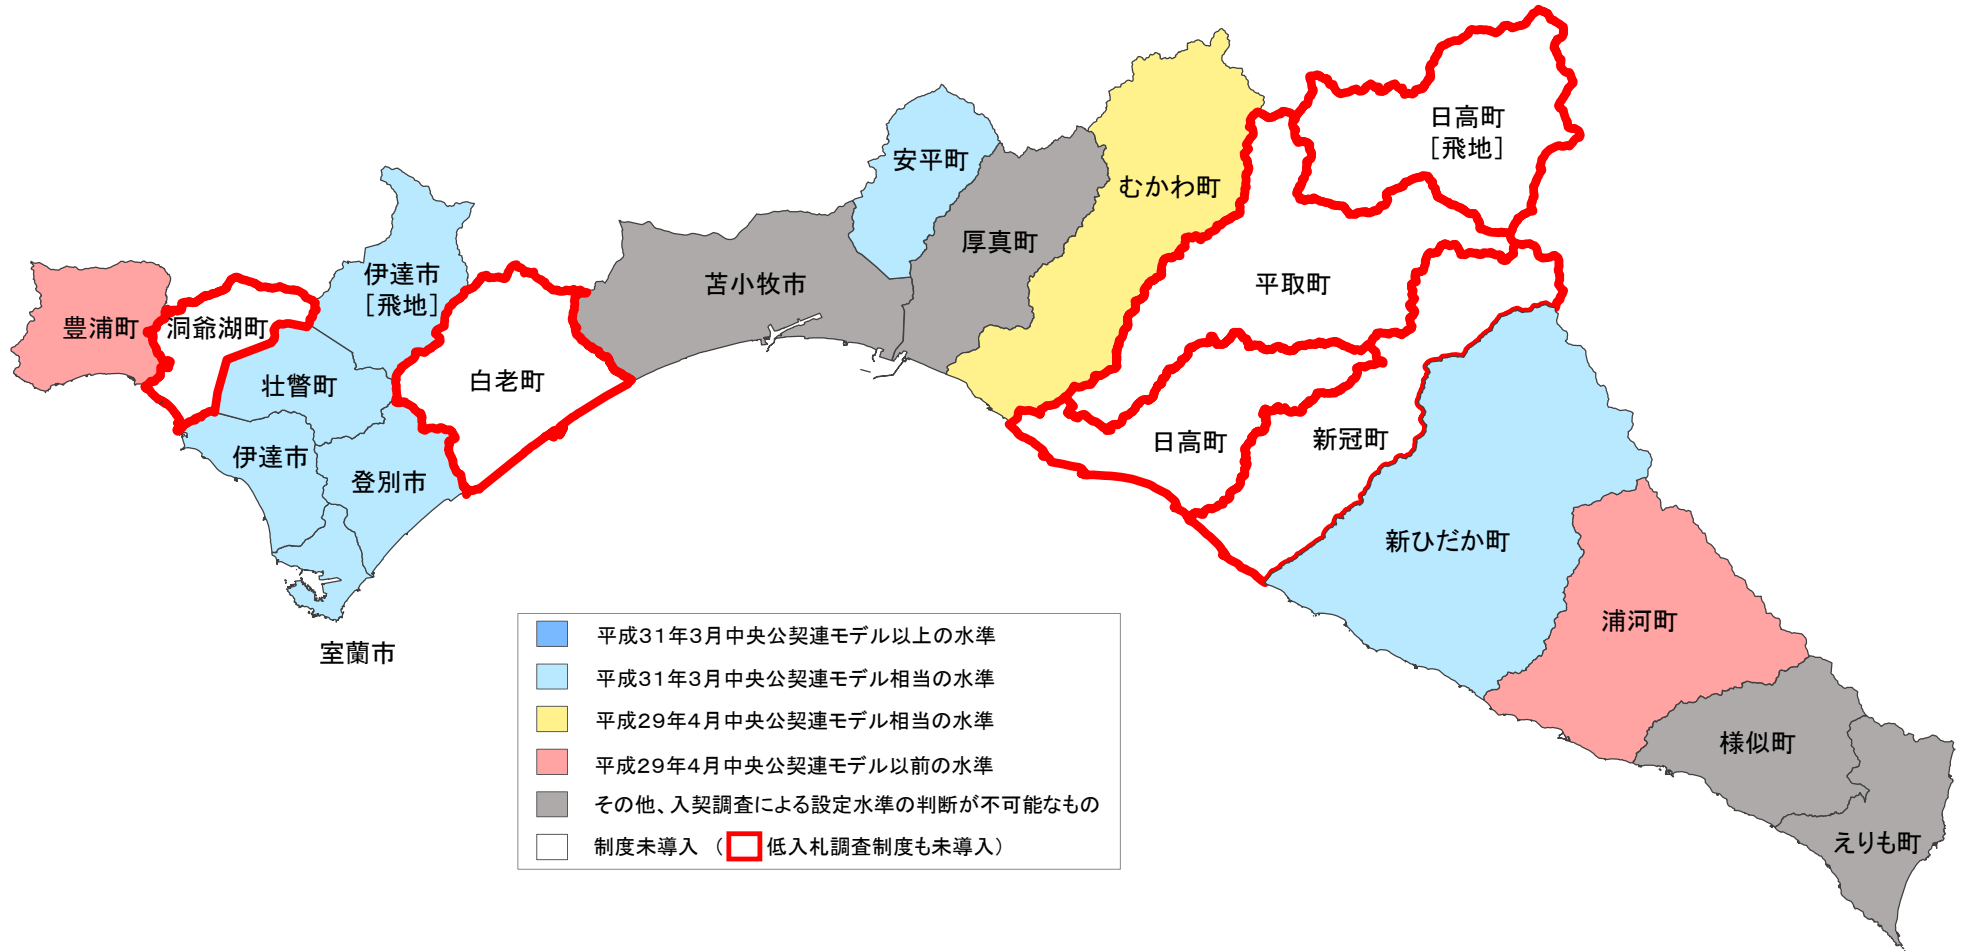 日高町
［飛地］
安平町
むかわ町
厚真町
伊達市
［飛地］
苫小牧市
平取町
豊浦町
洞爺湖町
壮瞥町
白老町
日高町
新冠町
伊達市
登別市
新ひだか町
浦河町
室蘭市
様似町
えりも町
平成３１年３月中央公契連モデル以上の水準
平成３１年３月中央公契連モデル相当の水準
平成２９年４月中央公契連モデル相当の水準
平成２９年４月中央公契連モデル以前の水準
その他、入契調査による設定水準の判断が不可能なもの
制度未導入 （ 低入札調査制度も未導入）